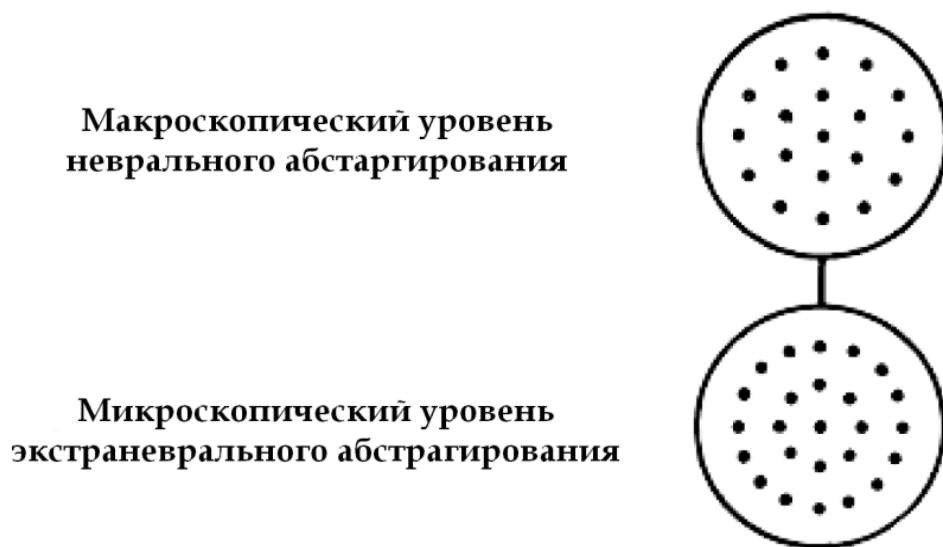 Макроскопический уровень
неврального абстаргирования
Микроскопический уровень
экстраневрального абстрагирования